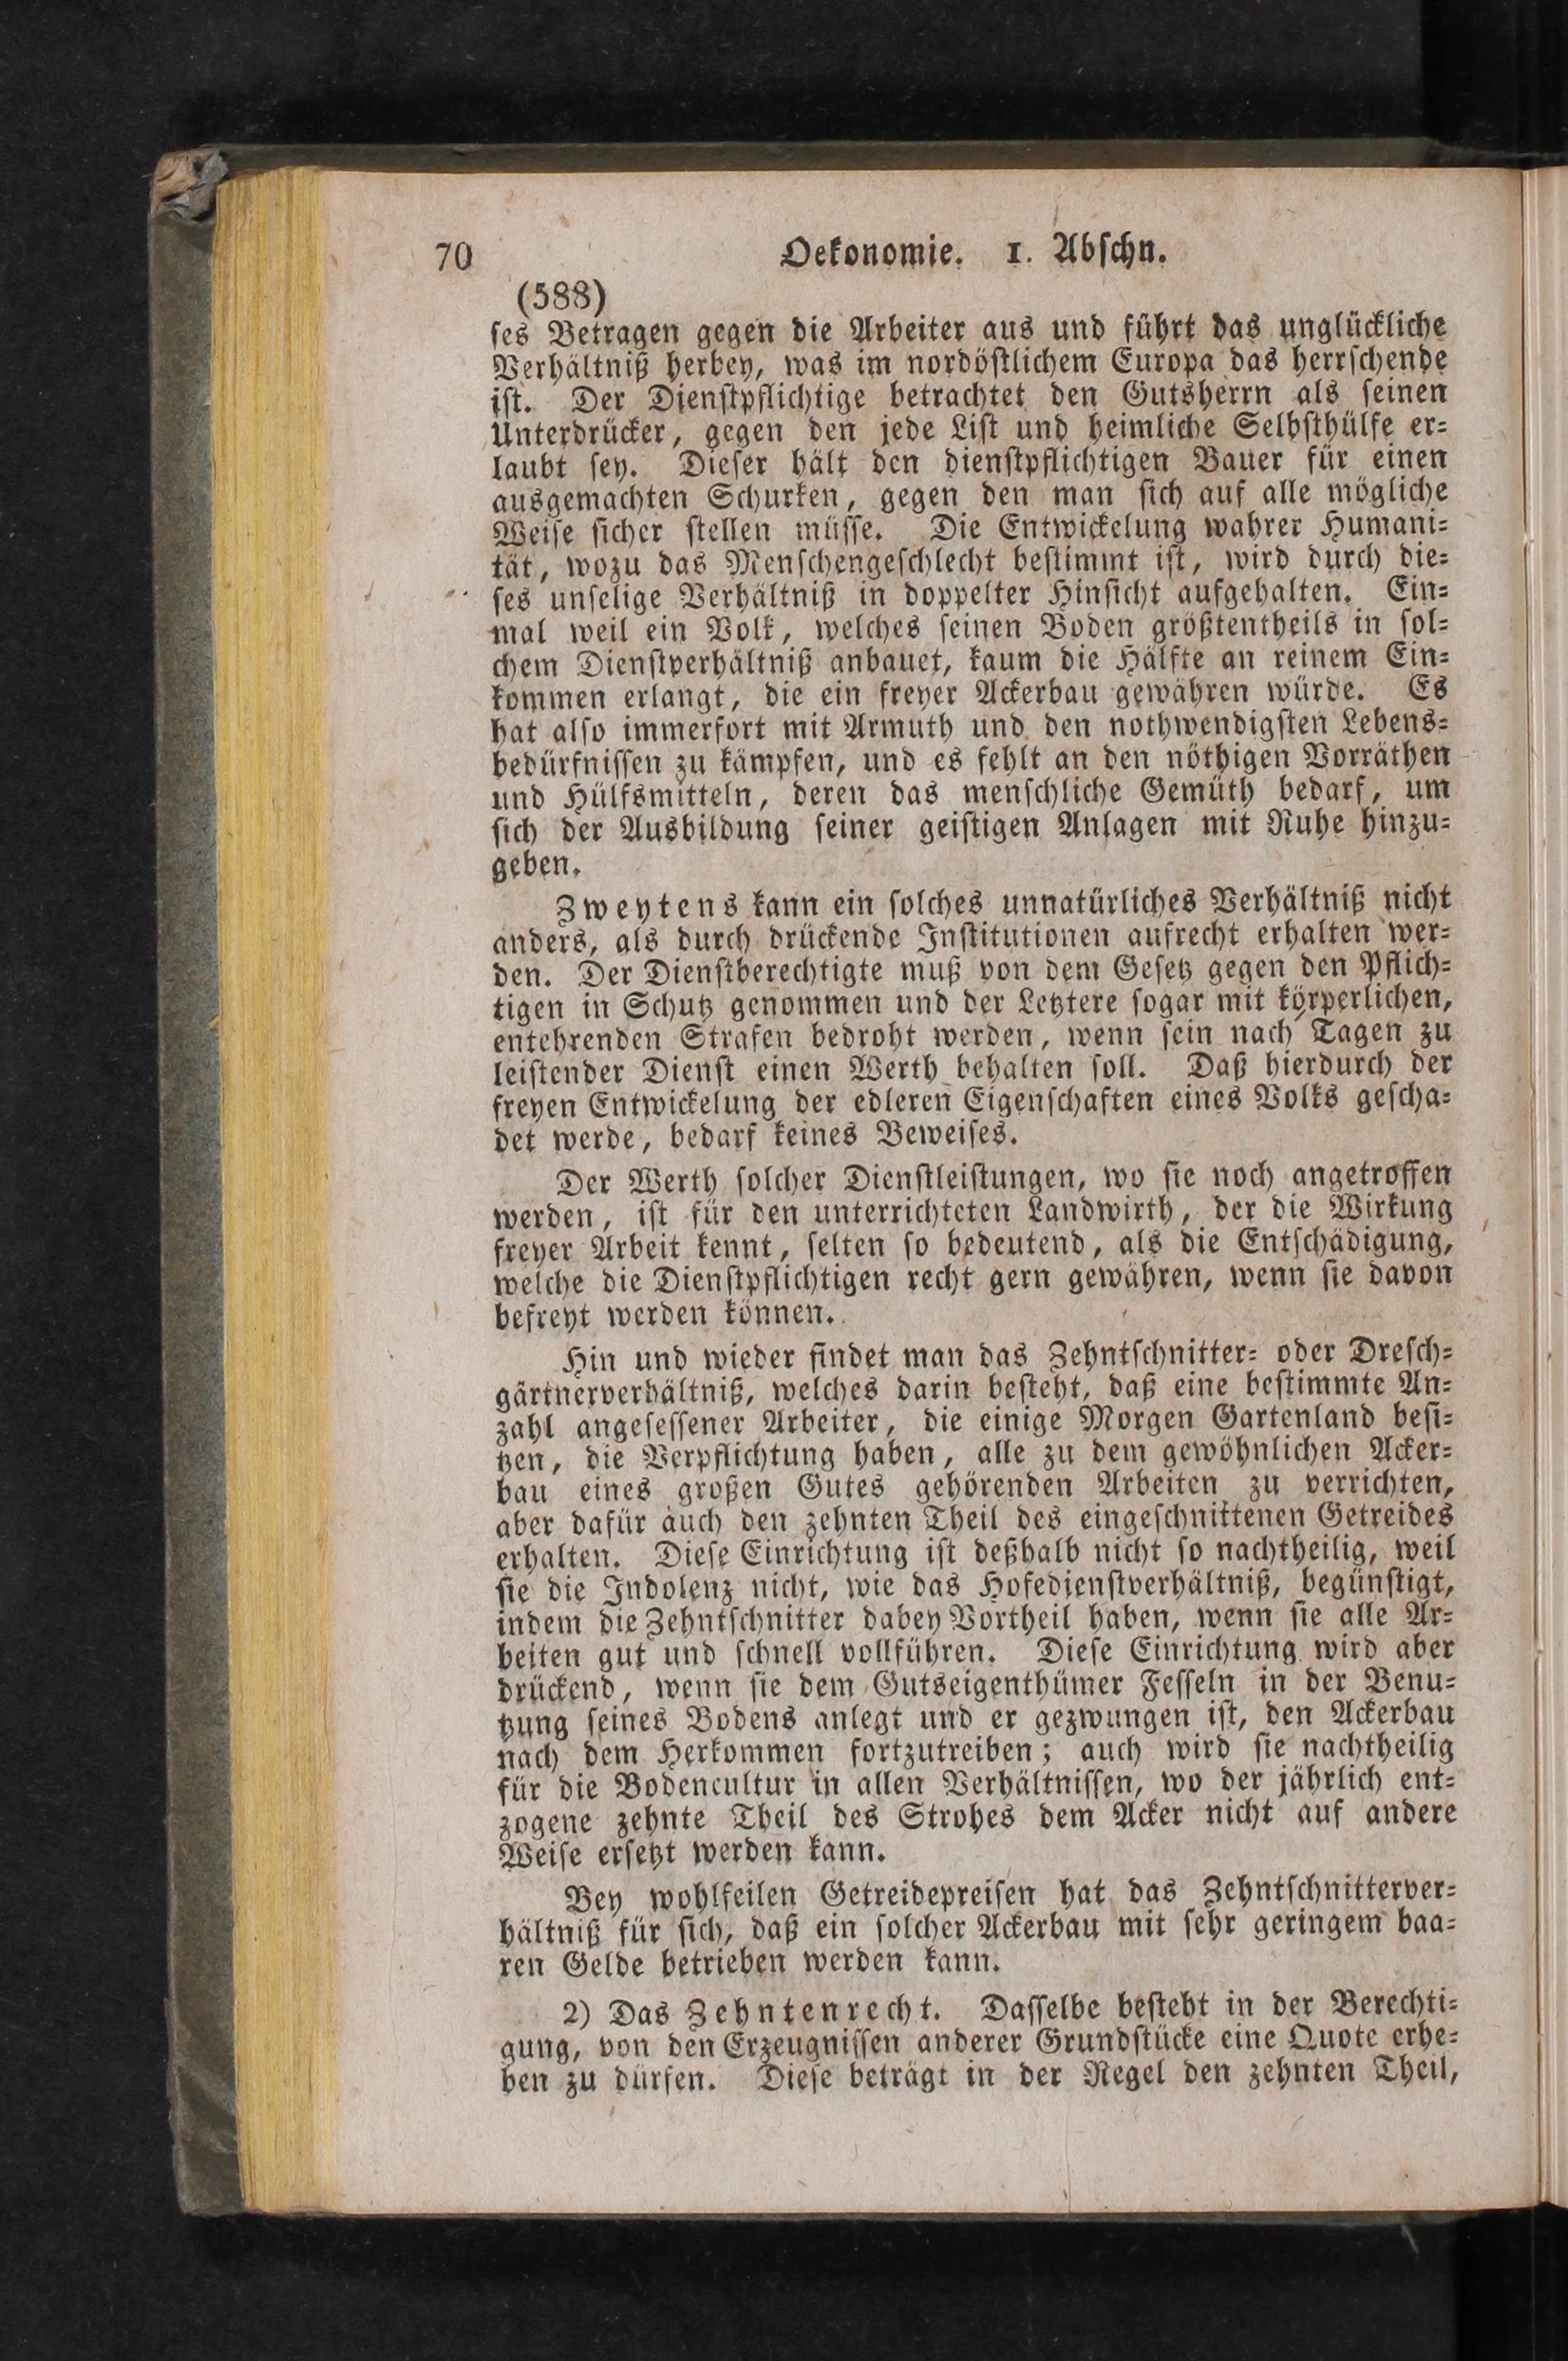 70 Oekonomie. 1. Abschn.
(588)
ſes Betragen gegen die Arbeiter aus und führt das unglückliche
Verhältniß herbey, was im nordöſtlichem Europa das herrſchende
iſt. Der Dienſtpflichtige betrachtet den Gutsherrn als ſeinen
Unterdrücker, gegen den jede Liſt und heimliche Selbſthülfe er⸗
laubt ſey. Dieſer hält den dienſtpflichtigen Bauer für einen
ausgemachten Schurken, gegen den man ſich auf alle mögliche
Weiſe ſicher ſtellen müſſe. Die Entwickelung wahrer Humani⸗
tät, wozu das Menſchengeſchlecht beſtimmt iſt, wird durch die⸗
ſes unſelige Verhältniß in doppelter Hinſicht aufgehalten. Ein⸗
mal weil ein Volk, welches ſeinen Boden größtentheils in ſol⸗
chem Dienſtverhältniß anbauet, kaum die Hälfte an reinem Ein⸗
kommen erlangt, die ein freyer Ackerbau gewähren würde. Es
hat alſo immerfort mit Armuth und den nothwendigſten Lebens⸗
bedürfniſſen zu kämpfen, und es fehlt an den nöthigen Vorräthen
und Hülfsmitteln, deren das menſchliche Gemüth bedarf, um
ſich der Ausbildung ſeiner geiſtigen Anlagen mit Ruhe hinzu⸗
geben.
Zweytens kann ein ſolches unnatürliches Verhältniß nicht
anders, als durch drückende Inſtitutionen aufrecht erhalten wer⸗
den. Der Dienſtberechtigte muß von dem Geſetz gegen den Pflich⸗
tigen in Schutz genommen und der Letztere ſogar mit körperlichen,
entehrenden Strafen bedroht werden, wenn ſein nach Tagen zu
leiſtender Dienſt einen Werth behalten ſoll. Daß hierdurch der
freyen Entwickelung der edleren Eigenſchaften eines Volks geſcha⸗
det werde, bedarf keines Beweiſes.
Der Werth ſolcher Dienſtleiſtungen, wo ſie noch angetroffen
werden, iſt für den unterrichteten Landwirth, der die Wirkung
freyer Arbeit kennt, ſelten ſo bedeutend, als die Entſchädigung,
welche die Dienſtpflichtigen recht gern gewähren, wenn ſie davon
befreyt werden können.
Hin und wieder findet man das Zehntſchnitter⸗ oder Dreſch⸗
gärtnerverhältniß, welches darin beſteht, daß eine beſtimmte An⸗
zahl angeſeſſener Arbeiter, die einige Morgen Gartenland beſi⸗
tzen, die Verpflichtung haben, alle zu dem gewöhnlichen Acker⸗
bau eines großen Gutes gehörenden Arbeiten zu verrichten,
aber dafür auch den zehnten Theil des eingeſchnittenen Getreides
erhalten. Dieſe Einrichtung iſt deßhalb nicht ſo nachtheilig, weil
ſie die Indolenz nicht, wie das Hofedienſtverhältniß, begünſtigt,
indem die Zehntſchnitter dabey Vortheil haben, wenn ſie alle Ar⸗
beiten gut und ſchnell vollführen. Dieſe Einrichtung wird aber
drückend, wenn ſie dem Gutseigenthümer Feſſeln in der Benu⸗
tzung ſeines Bodens anlegt und er gezwungen iſt, den Ackerbau
nach dem Herkommen fortzutreiben; auch wird ſie nachtheilig
für die Bodencultur in allen Verhältniſſen, wo der jährlich ent⸗
zogene zehnte Theil des Strohes dem Acker nicht auf andere
Weiſe erſetzt werden kann.
Bey wohlfeilen Getreidepreiſen hat das Zehntſchnitterver⸗
hältniß für ſich, daß ein ſolcher Ackerbau mit ſehr geringem baa⸗
ren Gelde betrieben werden kann.
2) Das Zehntenrecht. Daſſelbe beſteht in der Berechti⸗
gung, von den Erzeugniſſen anderer Grundſtücke eine Quote erhe⸗
ben zu dürfen. Dieſe beträgt in der Regel den zehnten Theil,